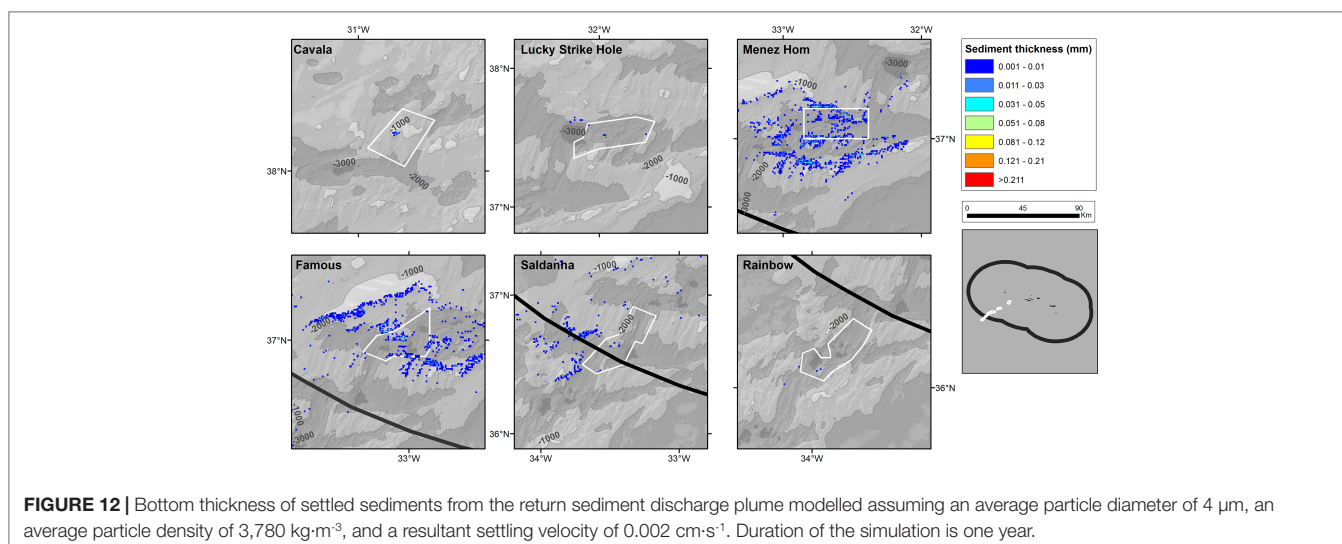 31°W
32°W
33°W
32°W
Cavala
-1000
-3000
-2000
38°N
Lucky Strike Hole
38°N
-3000
-2000
-1000
37°N
Menez Hom
-3000
-1000
37°N
-2000
-3000
Sediment thickness (mm)
0.001 - 0.01
0.011 - 0.03
0.031 - 0.05
0.051 - 0.08
0.081 - 0.12
0.121 - 0.21
>0.211
0 45 90
Km
Famous
-1000
-2000
37°N
-1000
-3000
33°W
Saldanha
-1000
37°N
-2000
36°N
-1000
34°W
33°W
Rainbow
-2000
36°N
34°W
FIGURE 12 | Bottom thickness of settled sediments from the return sediment discharge plume modelled assuming an average particle diameter of 4 µm, an
average particle density of 3,780 kg·m-3, and a resultant settling velocity of 0.002 cm·s-1. Duration of the simulation is one year.